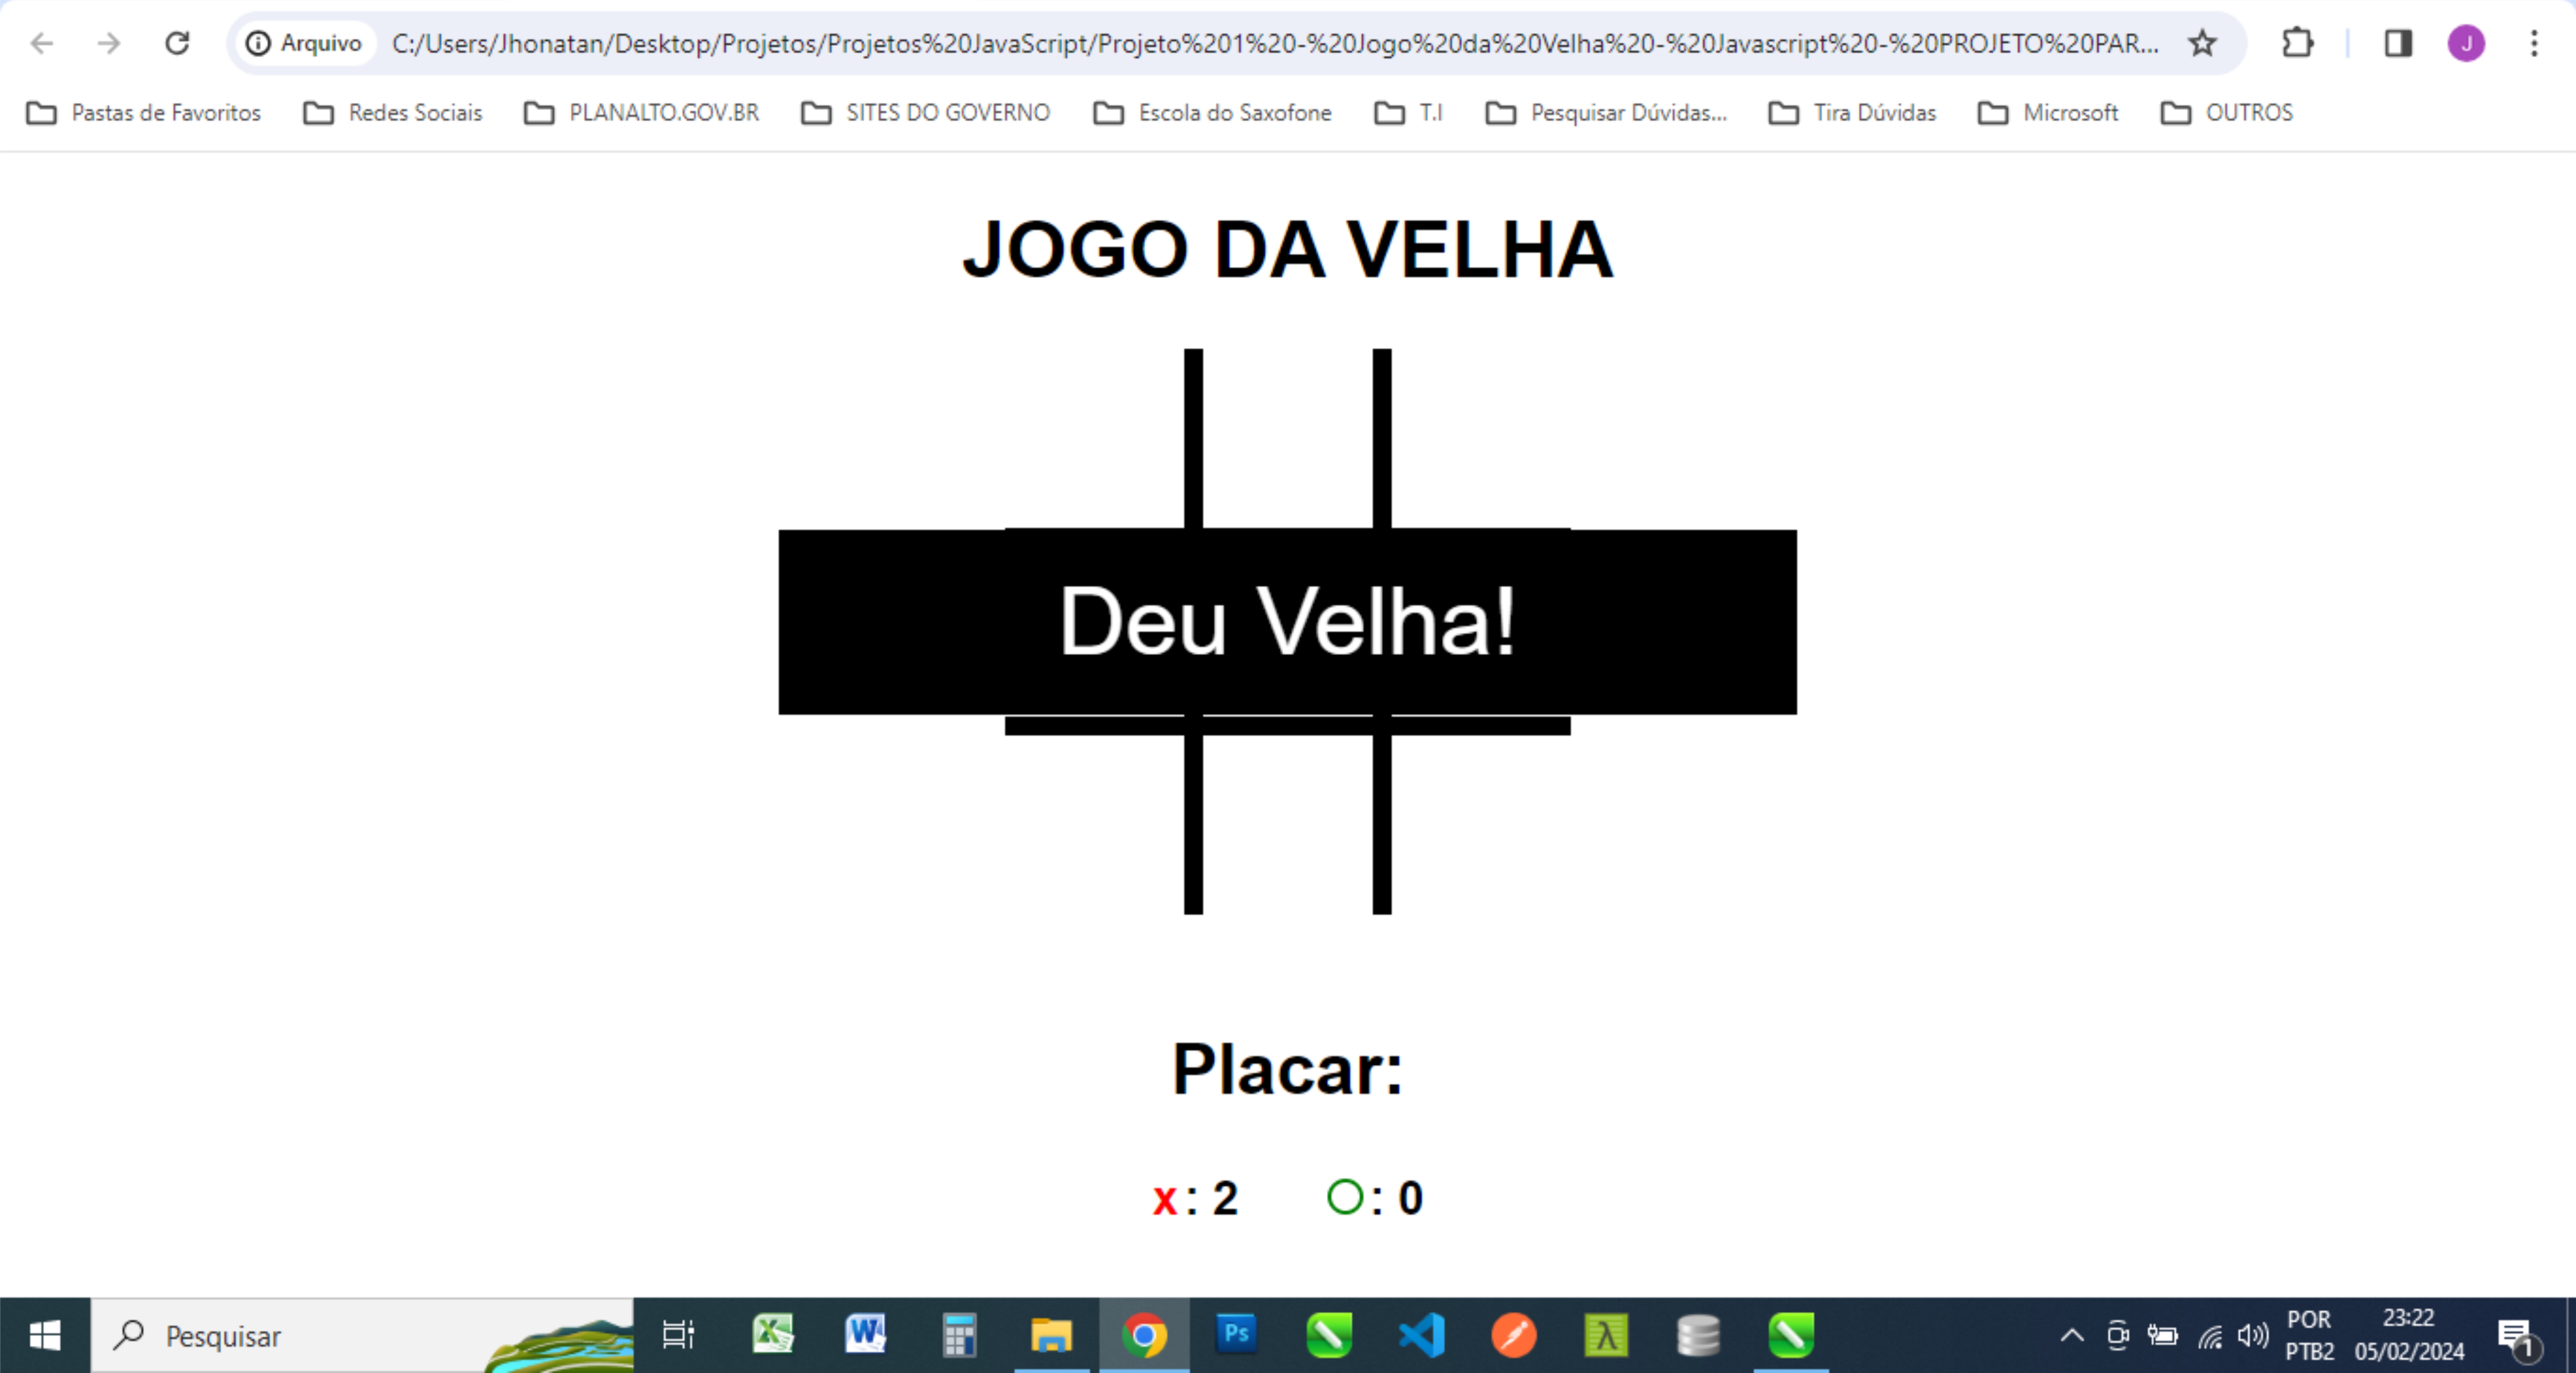 Arquivo C:/Users/Jhonatan/Desktop/Projetos/Projetos%20JavaScript/Projeto%201%20-%20Jogo%20da%20Velha%20-%20Javascript%20-%20PROJETO%20PAR... J
Pastas de Favoritos Redes Sociais PLANALTO.GOV.BR SITES DO GOVERNO Escola do Saxofone T.I Pesquisar Dúvidas... Tira Dúvidas Microsoft OUTROS
JOGO DA VELHA
Deu Velha!
Placar:
x: 2 O: 0
Pesquisar Ps POR 23:22
PTB2 05/02/2024 1